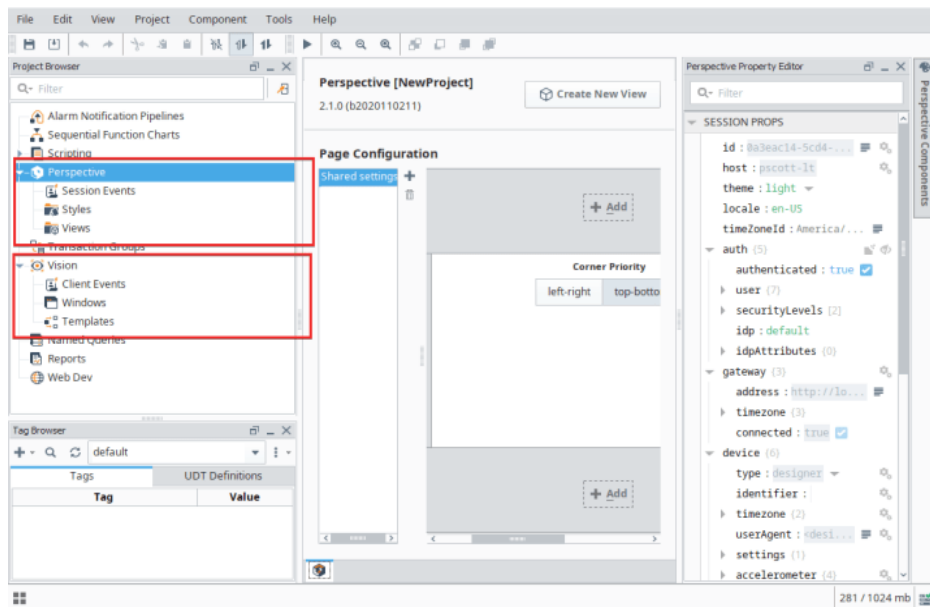 File Edit View Project Component Tools Help
Project Browser
Filter
Alarm Notification Pipelines
Sequential Function Charts
Scripting
Perspective
Session Events
Styles
Views
Transaction Groups
Vision
Client Events
Windows
Templates
Named Queries
Reports
Web Dev
Tag Browser
default
Tags UDT Definitions
Tag Value
Perspective [NewProject]
2.1.0 (b2020110211)
Create New View
Page Configuration
Shared settings
Add
Corner Priority
left-right top-botto
Add
Perspective Property Editor
Filter
SESSION PROPS
id : 0a3eac14-5cd4-...
host : pscott-lt
theme : light
locale : en-US
timeZoneId : America/...
auth {5}
authenticated : true
user {7}
securityLevels [2]
idp : default
idpAttributes {0}
gateway {3}
address : http://lo...
timezone {3}
connected : true
device {6}
type : designer
identifier :
timezone {2}
userAgent : <desi...
settings {1}
accelerometer {4}
Perspective Components
281 / 1024 mb